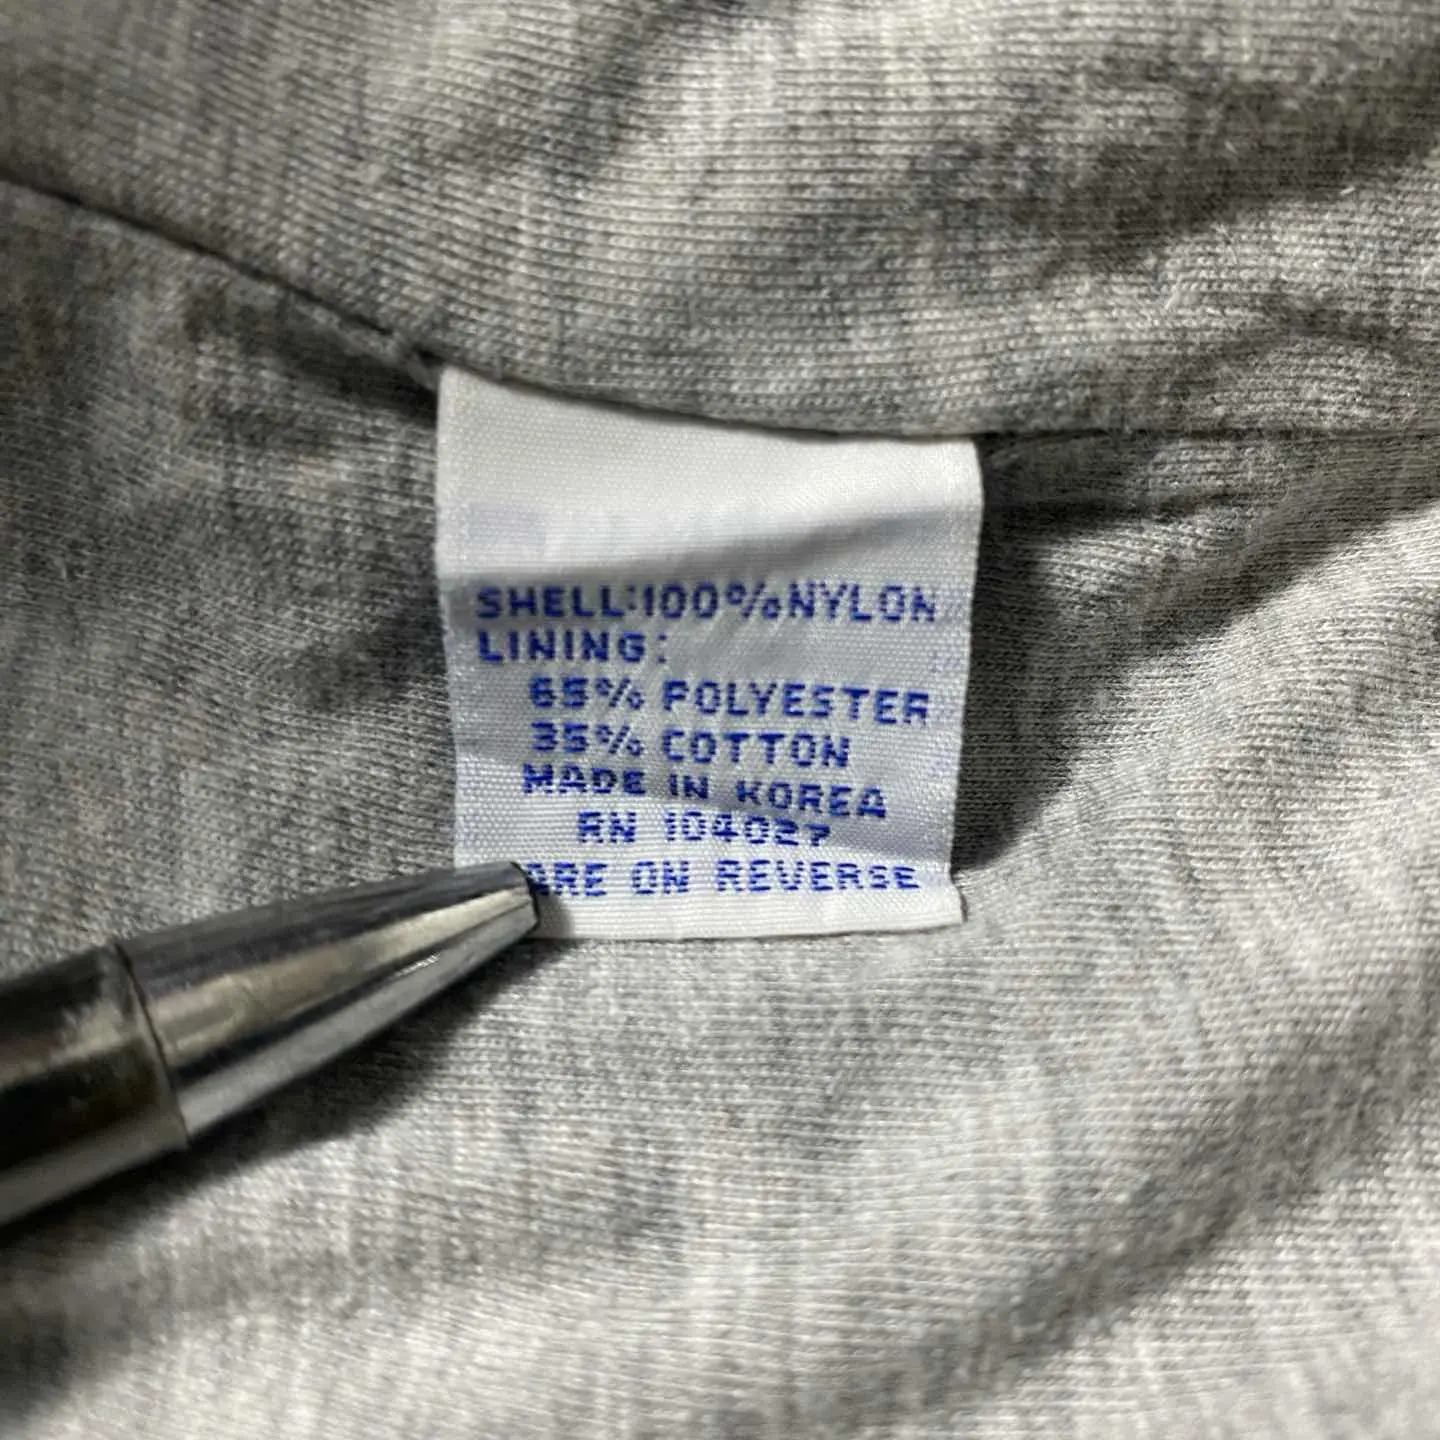 SHELL:100%NYLON
LINING:
65% POLYESTER
35% COTTON
MADE IN KOREA
RN 104027
ARE ON REVERSE